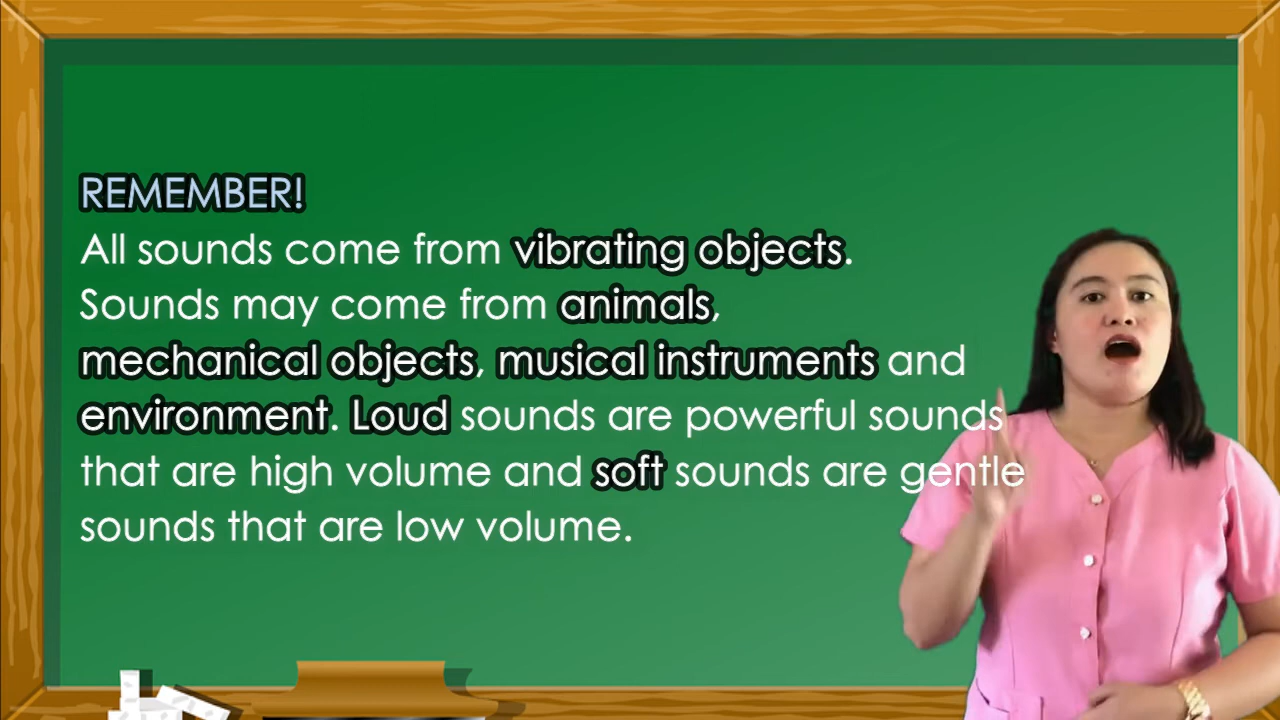 REMEMBER!
All sounds come from vibrating objects.
Sounds may come from animals,
mechanical objects, musical instruments and
environment. Loud sounds are powerful sounds
that are high volume and soft sounds are gentle
sounds that are low volume.